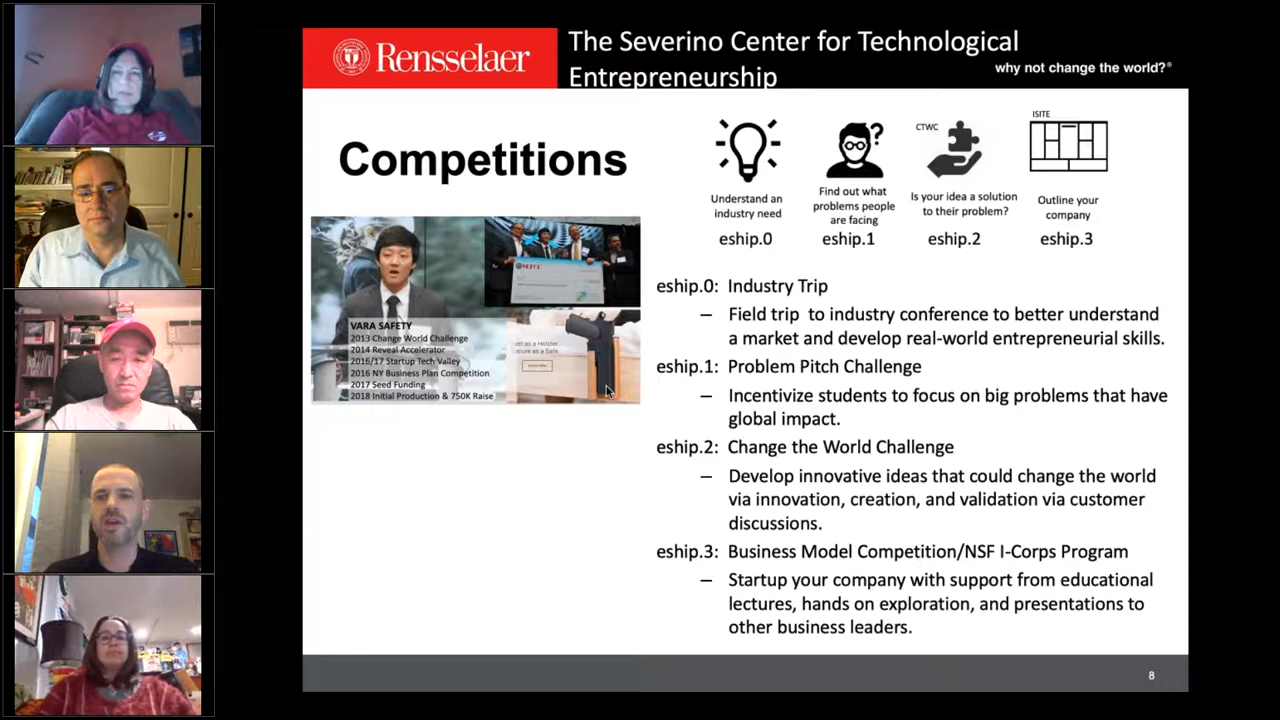 Rensselaer
The Severino Center for Technological
Entrepreneurship
why not change the world?®
Competitions
Understand an
industry need
eship.0
Find out what
problems people
are facing
eship.1
CTWC
Is your idea a solution
to their problem?
eship.2
ISITE
Outline your
company
eship.3
VARA SAFETY
2013 Change World Challenge
2014 Reveal Accelerator
2016/17 Startup Tech Valley
2016 NY Business Plan Competition
2017 Seed Funding
2018 Initial Production & 750K Raise
ust as a Holster.
ecure as a Safe.
eship.0: Industry Trip
– Field trip to industry conference to better understand
a market and develop real-world entrepreneurial skills.
eship.1: Problem Pitch Challenge
– Incentivize students to focus on big problems that have
global impact.
eship.2: Change the World Challenge
– Develop innovative ideas that could change the world
via innovation, creation, and validation via customer
discussions.
eship.3: Business Model Competition/NSF I-Corps Program
– Startup your company with support from educational
lectures, hands on exploration, and presentations to
other business leaders.
8